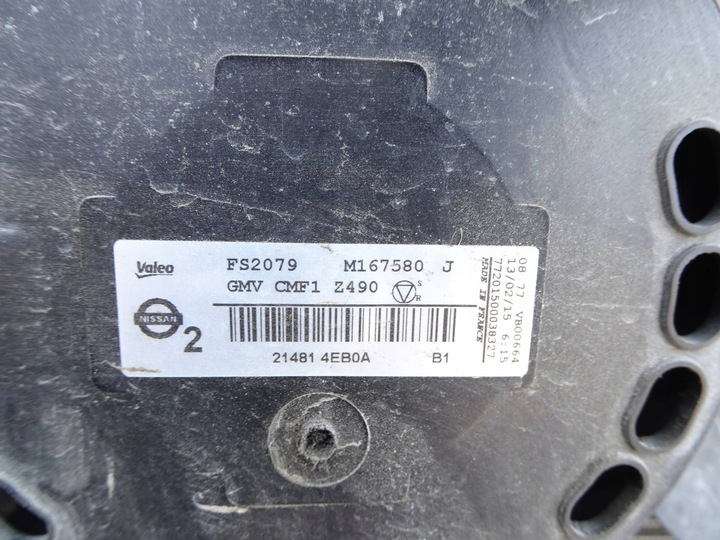 Valeo FS2079 M167580 J
GMV CMF1 Z490 S R
NISSAN 2
21481 4EB0A B1
08 77 VB00664
13/02/15 6:15
77201500038327
MADE IN FRANCE